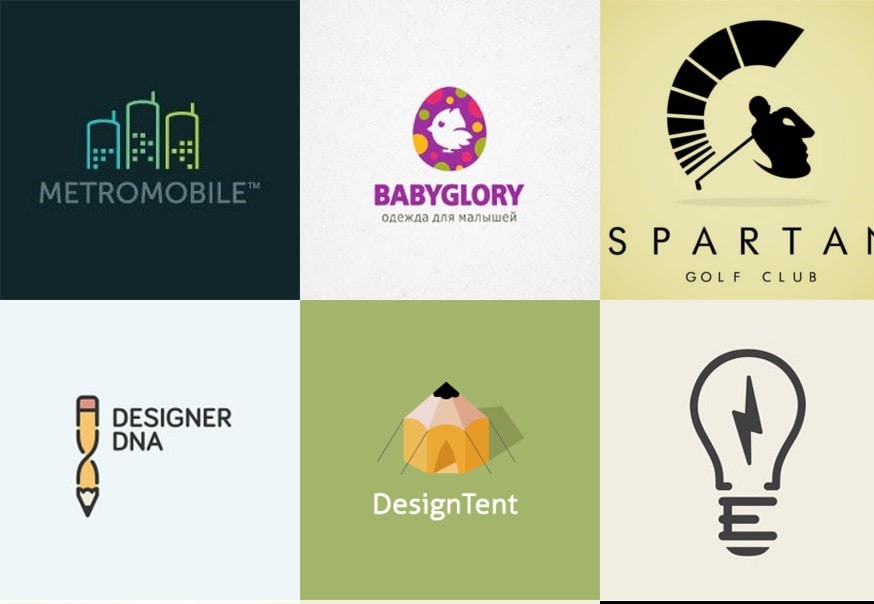 METROMOBILE™
BABYGLORY
одежда для малышей
SPARTAN
GOLF CLUB
DESIGNER
DNA
DesignTent
E